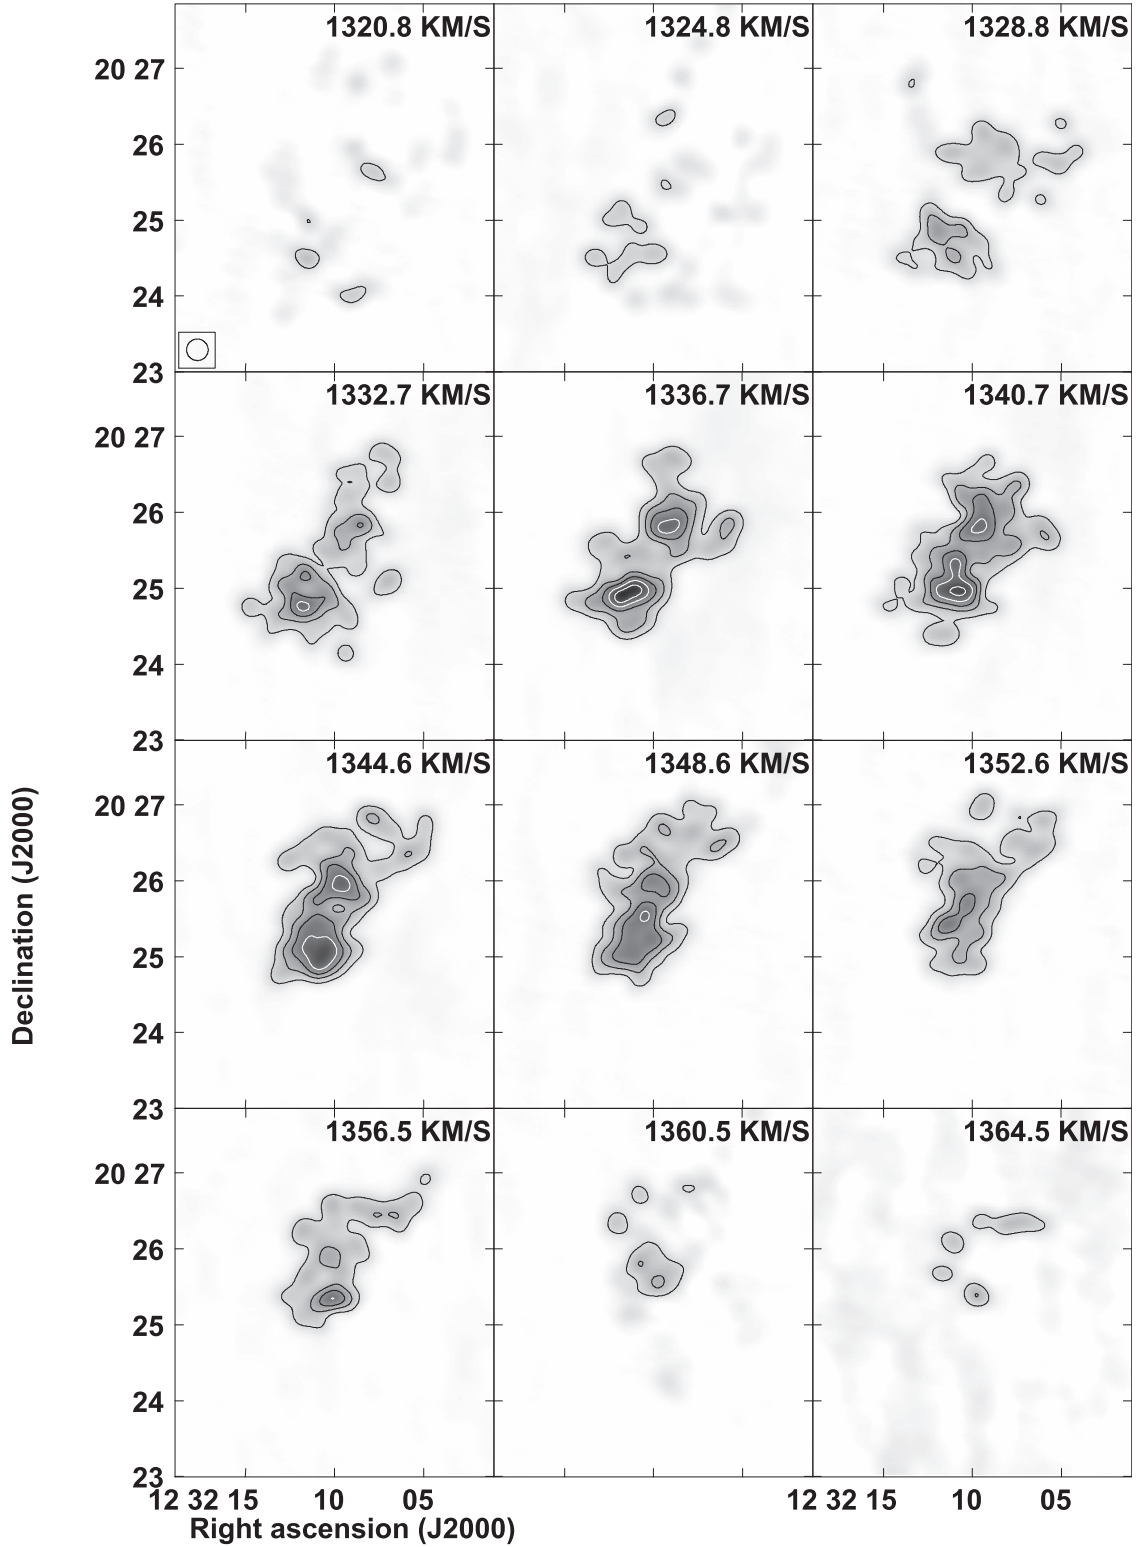 1320.8 KM/S
1324.8 KM/S
1328.8 KM/S
20 27
26
25
24
23
1332.7 KM/S
1336.7 KM/S
1340.7 KM/S
20 27
26
25
24
23
1344.6 KM/S
1348.6 KM/S
1352.6 KM/S
20 27
26
25
24
23
1356.5 KM/S
1360.5 KM/S
1364.5 KM/S
20 27
26
25
24
23
Declination (J2000)
12 32 15 10 05
12 32 15 10 05
Right ascension (J2000)